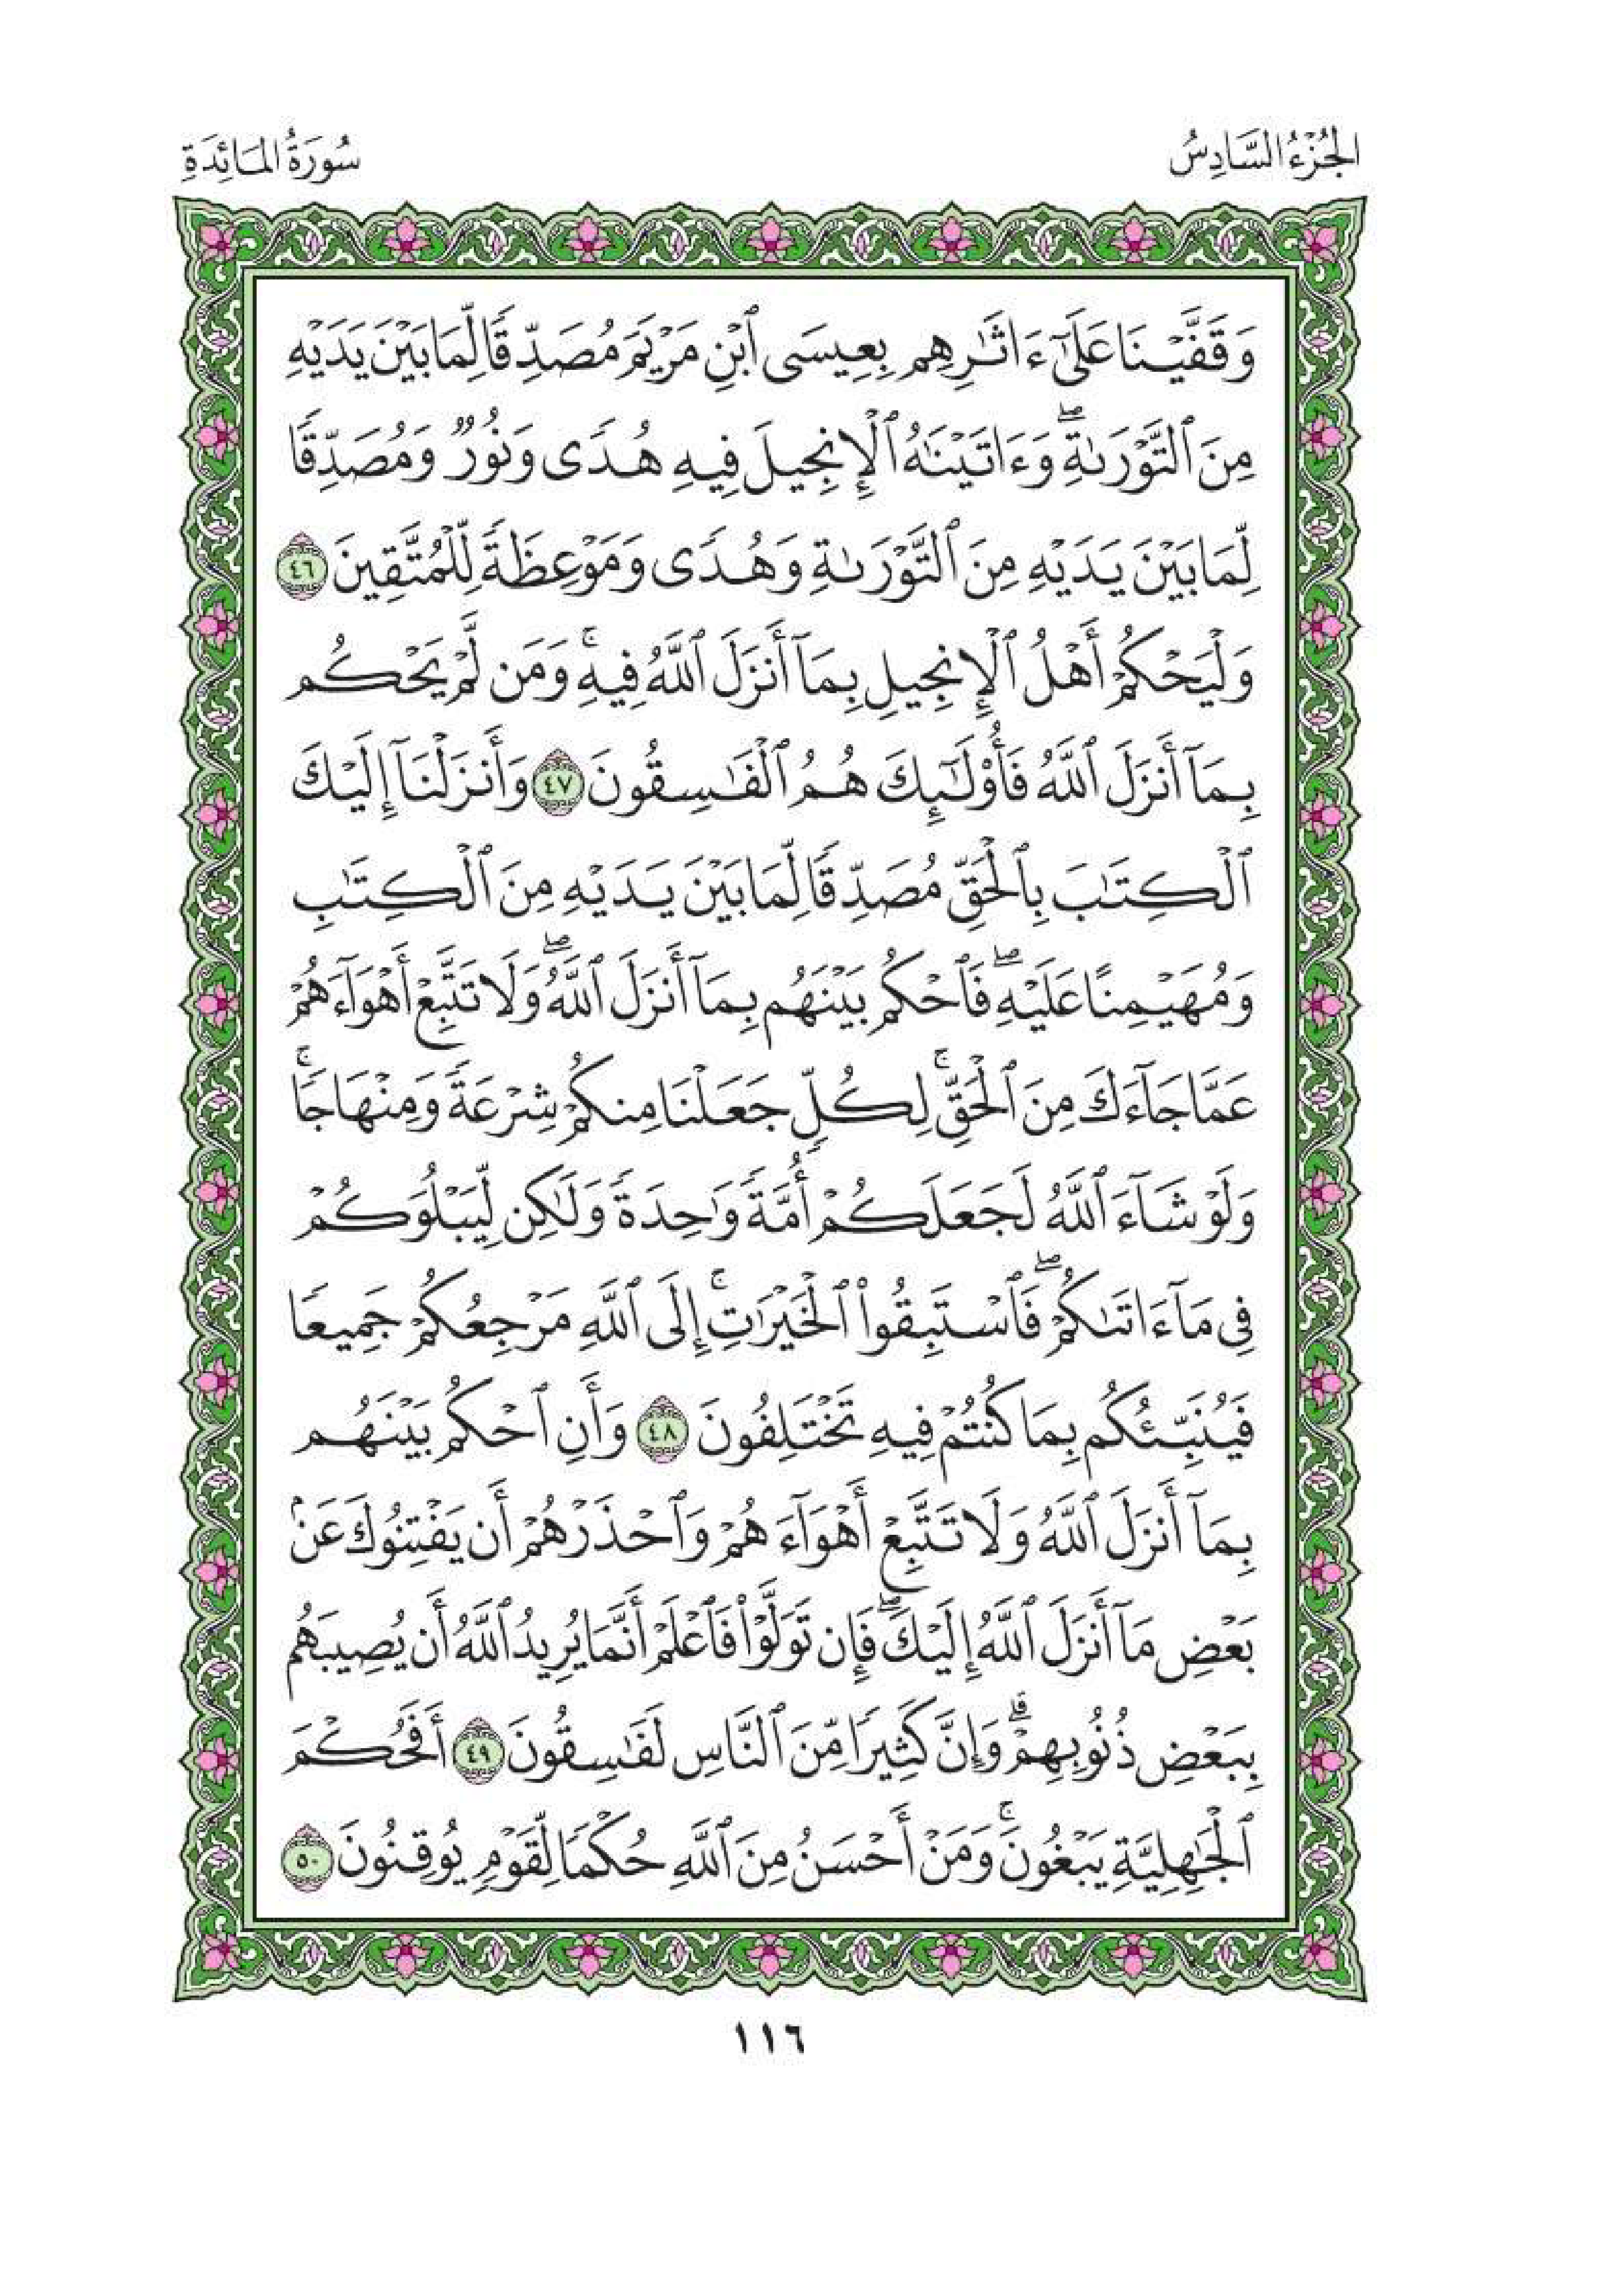 الجُزْءُ السَّادِسُ
سُورَةُ المَائِدَةِ
وَقَفَّيْنَا عَلَىٰٓ ءَاثَٰرِهِم بِعِيسَى ٱبْنِ مَرْيَمَ مُصَدِّقًا لِّمَا بَيْنَ يَدَيْهِ
مِنَ ٱلتَّوْرَىٰةِۖ وَءَاتَيْنَٰهُ ٱلْإِنجِيلَ فِيهِ هُدًى وَنُورٌ وَمُصَدِّقًا
لِّمَا بَيْنَ يَدَيْهِ مِنَ ٱلتَّوْرَىٰةِ وَهُدًى وَمَوْعِظَةً لِّلْمُتَّقِينَ ٤٦
وَلْيَحْكُمْ أَهْلُ ٱلْإِنجِيلِ بِمَآ أَنزَلَ ٱللَّهُ فِيهِۚ وَمَن لَّمْ يَحْكُم
بِمَآ أَنزَلَ ٱللَّهُ فَأُو۟لَٰٓئِكَ هُمُ ٱلْفَٰسِقُونَ ٤٧ وَأَنزَلْنَآ إِلَيْكَ
ٱلْكِتَٰبَ بِٱلْحَقِّ مُصَدِّقًا لِّمَا بَيْنَ يَدَيْهِ مِنَ ٱلْكِتَٰبِ
وَمُهَيْمِنًا عَلَيْهِۖ فَٱحْكُم بَيْنَهُم بِمَآ أَنزَلَ ٱللَّهُۖ وَلَا تَتَّبِعْ أَهْوَآءَهُمْ
عَمَّا جَآءَكَ مِنَ ٱلْحَقِّۚ لِكُلٍّ جَعَلْنَا مِنكُمْ شِرْعَةً وَمِنْهَاجًاۚ
وَلَوْ شَآءَ ٱللَّهُ لَجَعَلَكُمْ أُمَّةً وَٰحِدَةً وَلَٰكِن لِّيَبْلُوَكُمْ
فِى مَآ ءَاتَىٰكُمْۖ فَٱسْتَبِقُوا۟ ٱلْخَيْرَٰتِۚ إِلَى ٱللَّهِ مَرْجِعُكُمْ جَمِيعًا
فَيُنَبِّئُكُم بِمَا كُنتُمْ فِيهِ تَخْتَلِفُونَ ٤٨ وَأَنِ ٱحْكُم بَيْنَهُم
بِمَآ أَنزَلَ ٱللَّهُ وَلَا تَتَّبِعْ أَهْوَآءَهُمْ وَٱحْذَرْهُمْ أَن يَفْتِنُوكَ عَنۢ
بَعْضِ مَآ أَنزَلَ ٱللَّهُ إِلَيْكَۖ فَإِن تَوَلَّوْا۟ فَٱعْلَمْ أَنَّمَا يُرِيدُ ٱللَّهُ أَن يُصِيبَهُم
بِبَعْضِ ذُنُوبِهِمْۗ وَإِنَّ كَثِيرًا مِّنَ ٱلنَّاسِ لَفَٰسِقُونَ ٤٩ أَفَحُكْمَ
ٱلْجَٰهِلِيَّةِ يَبْغُونَۚ وَمَنْ أَحْسَنُ مِنَ ٱللَّهِ حُكْمًا لِّقَوْمٍ يُوقِنُونَ ٥٠
١١٦